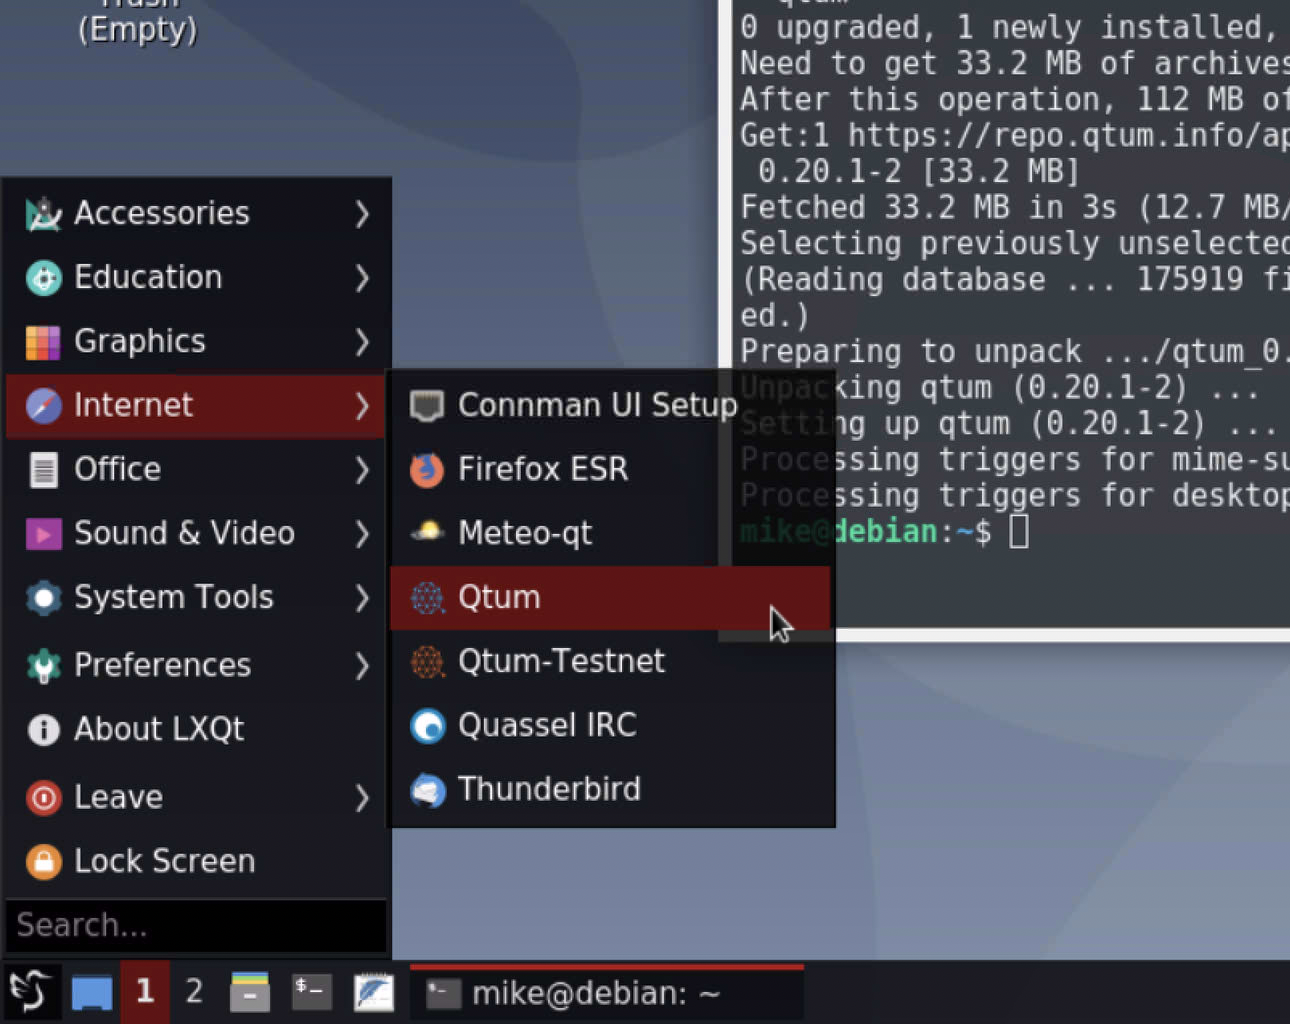 Trash
(Empty)
qtum
0 upgraded, 1 newly installed,
Need to get 33.2 MB of archives
After this operation, 112 MB of
Get:1 https://repo.qtum.info/ap
0.20.1-2 [33.2 MB]
Fetched 33.2 MB in 3s (12.7 MB/
Selecting previously unselected
(Reading database ... 175919 fi
ed.)
Preparing to unpack .../qtum_0.
Unpacking qtum (0.20.1-2) ...
Setting up qtum (0.20.1-2) ...
Processing triggers for mime-su
Processing triggers for desktop
mike@debian:~$
Accessories
Education
Graphics
Internet
Office
Sound & Video
System Tools
Preferences
About LXQt
Leave
Lock Screen
Search...
Connman UI Setup
Firefox ESR
Meteo-qt
Qtum
Qtum-Testnet
Quassel IRC
Thunderbird
1 2 $- mike@debian: ~